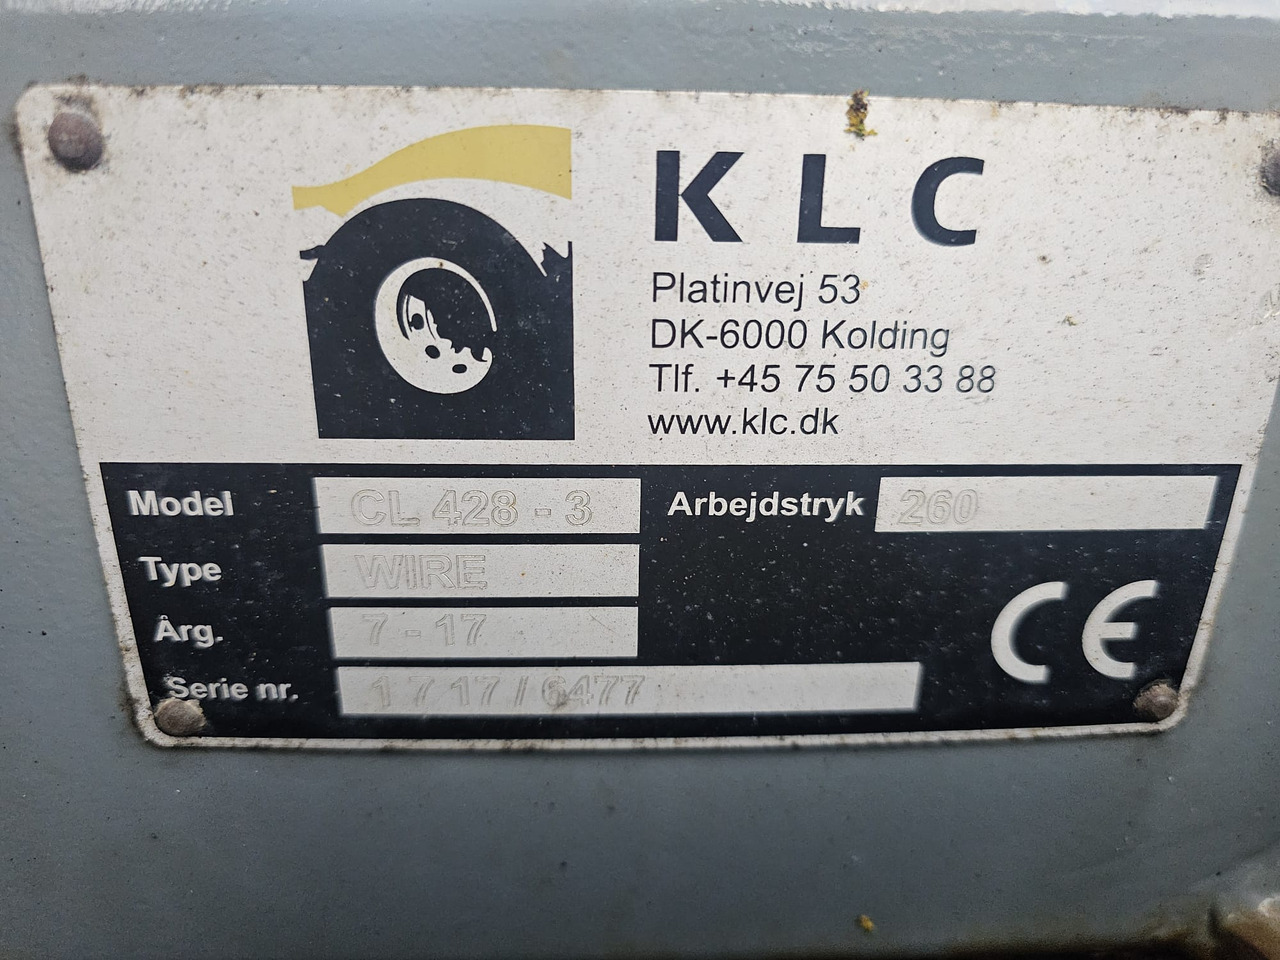 K L C
Platinvej 53
DK-6000 Kolding
Tlf. +45 75 50 33 88
www.klc.dk
Model CL 428 - 3 Arbejdstryk 260
Type WIRE
Årg. 7 - 17
Serie nr. 1 7 17 / 6477
CE